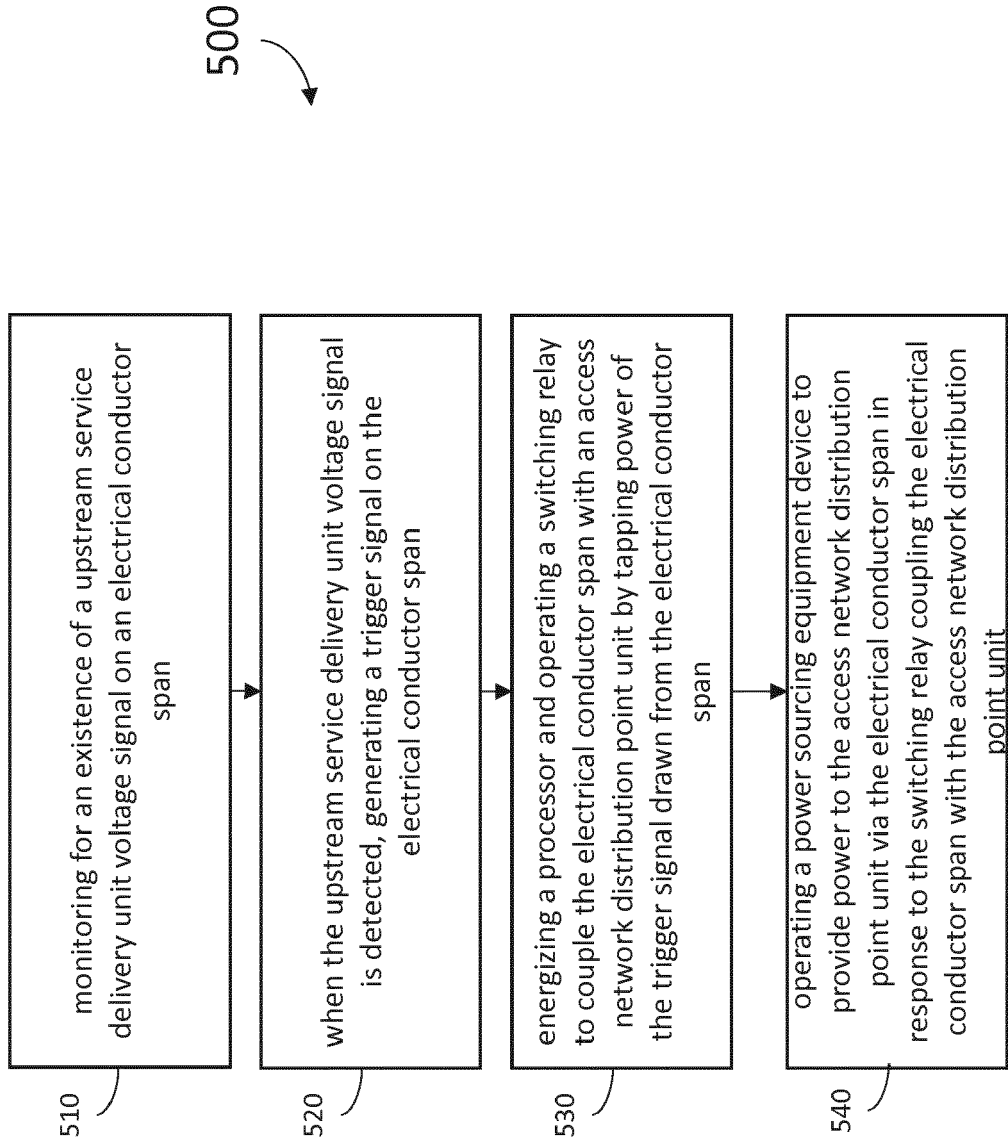 500
510
monitoring for an existence of a upstream service
delivery unit voltage signal on an electrical conductor
span
520
when the upstream service delivery unit voltage signal
is detected, generating a trigger signal on the
electrical conductor span
530
energizing a processor and operating a switching relay
to couple the electrical conductor span with an access
network distribution point unit by tapping power of
the trigger signal drawn from the electrical conductor
span
540
operating a power sourcing equipment device to
provide power to the access network distribution
point unit via the electrical conductor span in
response to the switching relay coupling the electrical
conductor span with the access network distribution
point unit